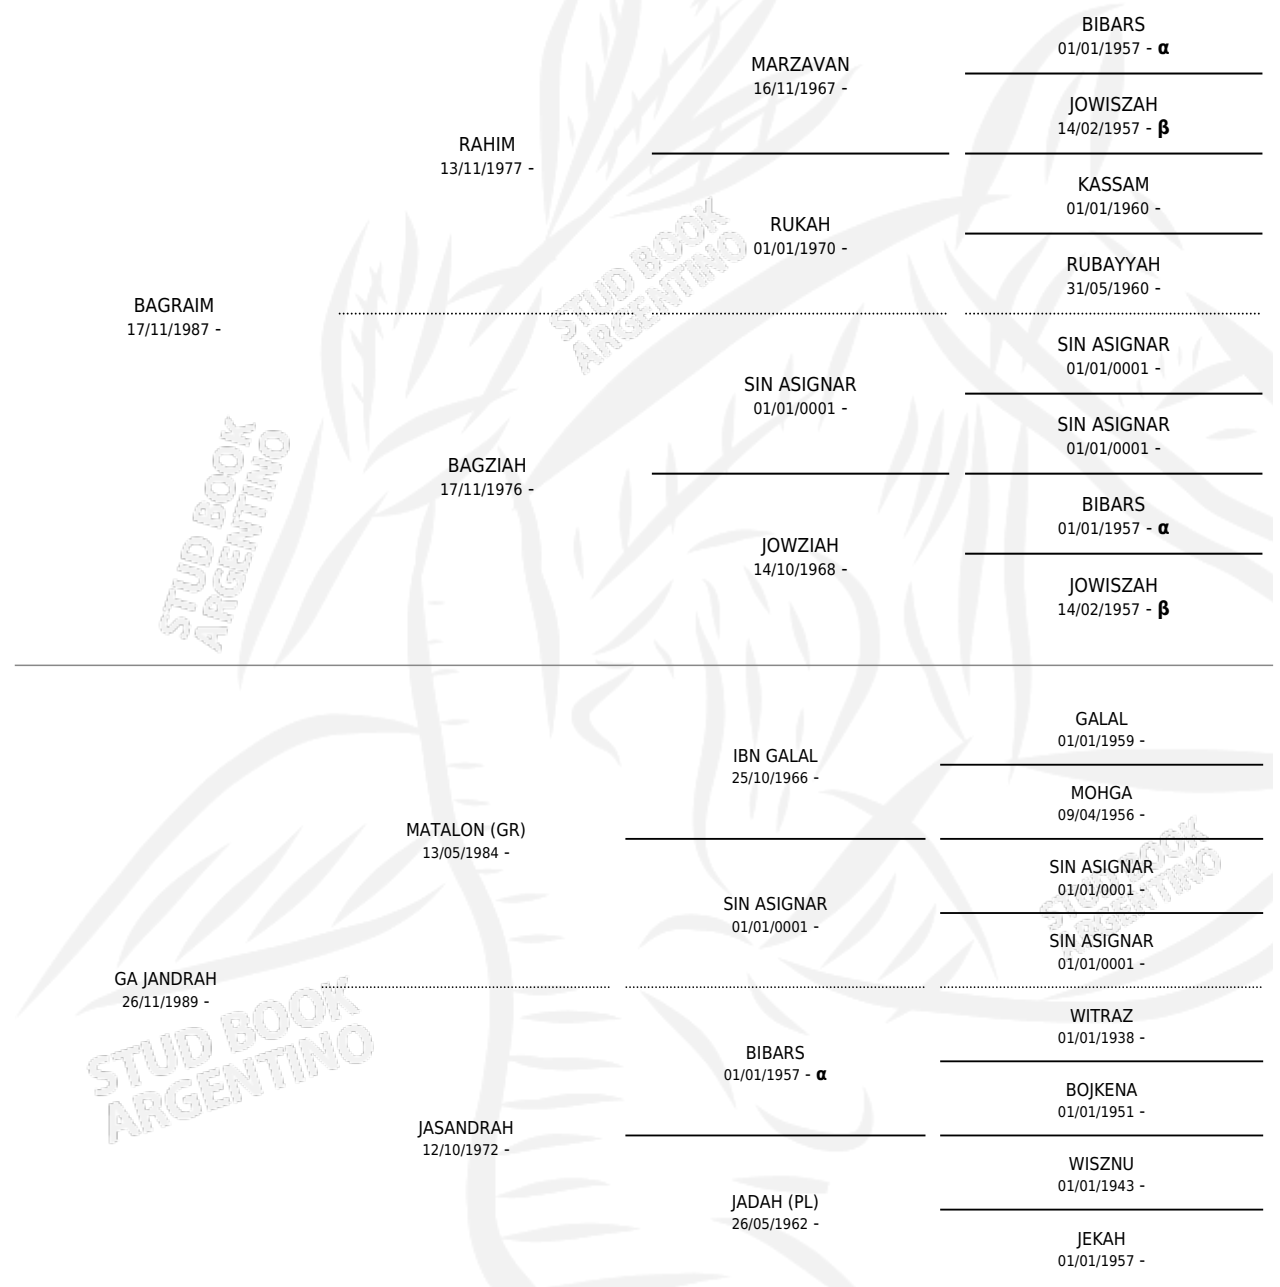 BIBARS
01/01/1957 - α
MARZAVAN
16/11/1967 -
JOWISZAH
14/02/1957 - β
RAHIM
13/11/1977 -
KASSAM
01/01/1960 -
RUKAH
01/01/1970 -
RUBAYYAH
31/05/1960 -
BAGRAIM
17/11/1987 -
SIN ASIGNAR
01/01/0001 -
SIN ASIGNAR
01/01/0001 -
SIN ASIGNAR
01/01/0001 -
BAGZIAH
17/11/1976 -
BIBARS
01/01/1957 - α
JOWZIAH
14/10/1968 -
JOWISZAH
14/02/1957 - β
STUD BOOK
ARGENTINO
STUD BOOK
ARGENTINO
GALAL
01/01/1959 -
IBN GALAL
25/10/1966 -
MOHGA
09/04/1956 -
MATALON (GR)
13/05/1984 -
SIN ASIGNAR
01/01/0001 -
SIN ASIGNAR
01/01/0001 -
SIN ASIGNAR
01/01/0001 -
GA JANDRAH
26/11/1989 -
WITRAZ
01/01/1938 -
BIBARS
01/01/1957 - α
BOJKENA
01/01/1951 -
JASANDRAH
12/10/1972 -
WISZNU
01/01/1943 -
JADAH (PL)
26/05/1962 -
JEKAH
01/01/1957 -
STUD BOOK
ARGENTINO
STUD BOOK
ARGENTINO